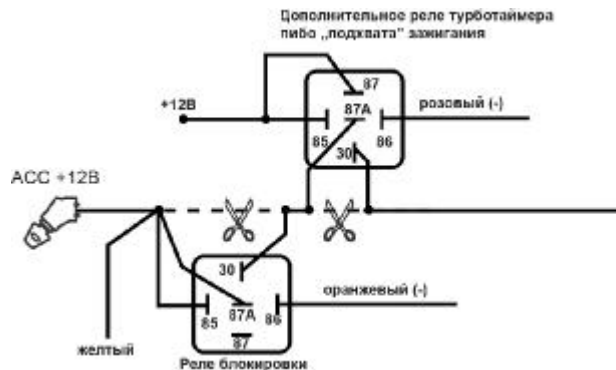 Дополнительное реле турботаймера
либо „подхвата" зажигания
87
+12В
87А
розовый (-)
85
86
30
АСС +12В
30
оранжевый (-)
85
87А
86
87
желтый
Реле блокировки